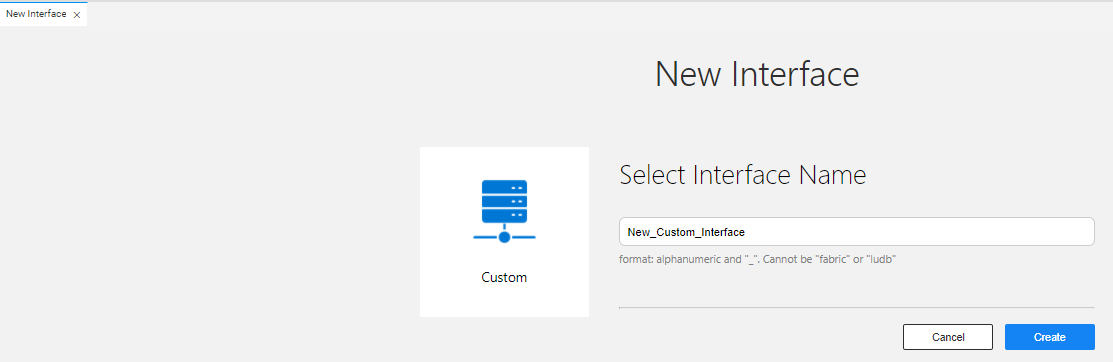 New Interface ×
New Interface
Select Interface Name
New_Custom_Interface
format: alphanumeric and "_". Cannot be "fabric" or "ludb"
Custom
Cancel
Create